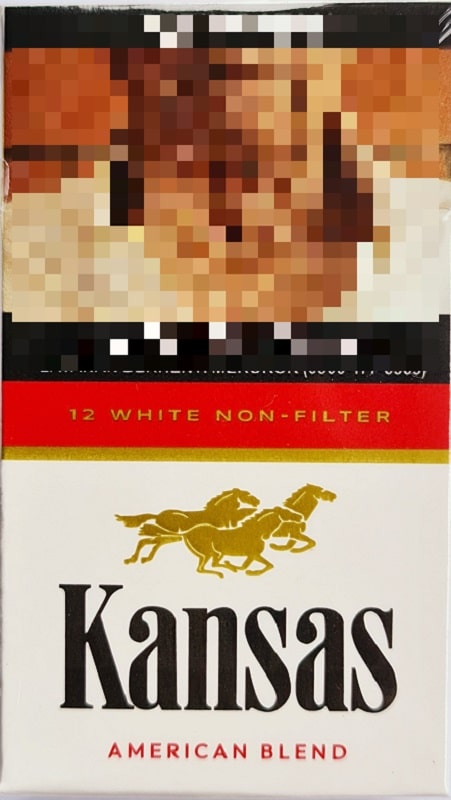 12 WHITE NON-FILTER
Kansas
AMERICAN BLEND